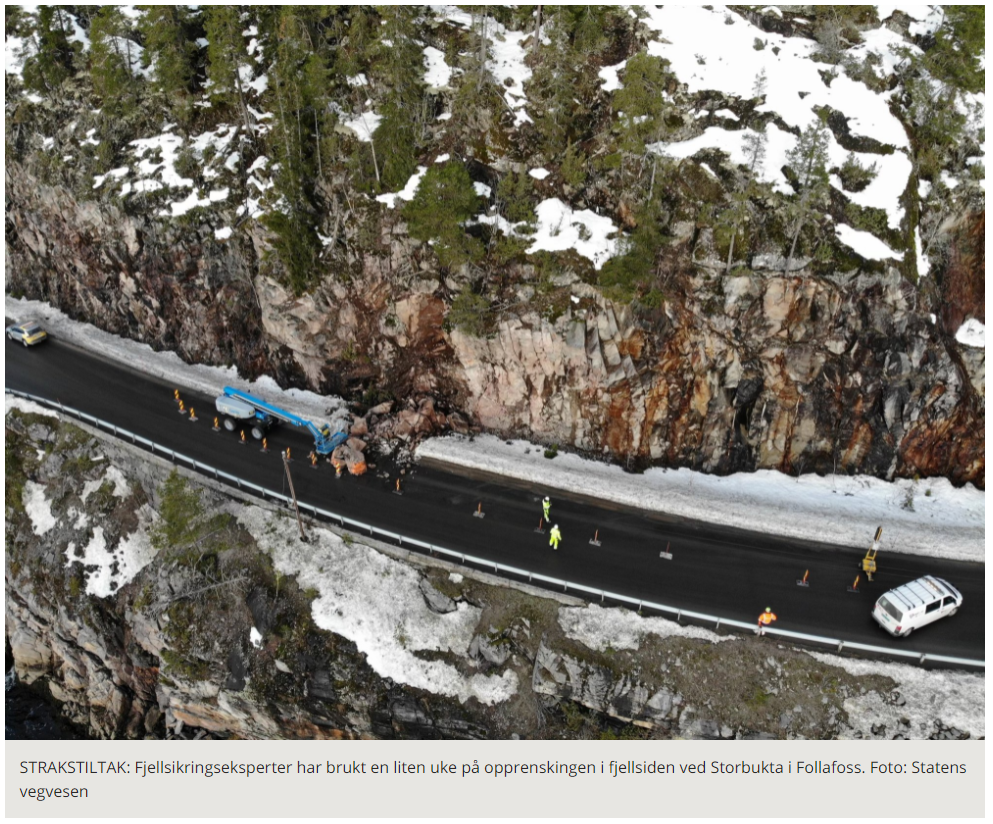 STRAKSTILTAK: Fjellsikringseksperter har brukt en liten uke på opprenskingen i fjellsiden ved Storbukta i Follafoss. Foto: Statens
vegvesen